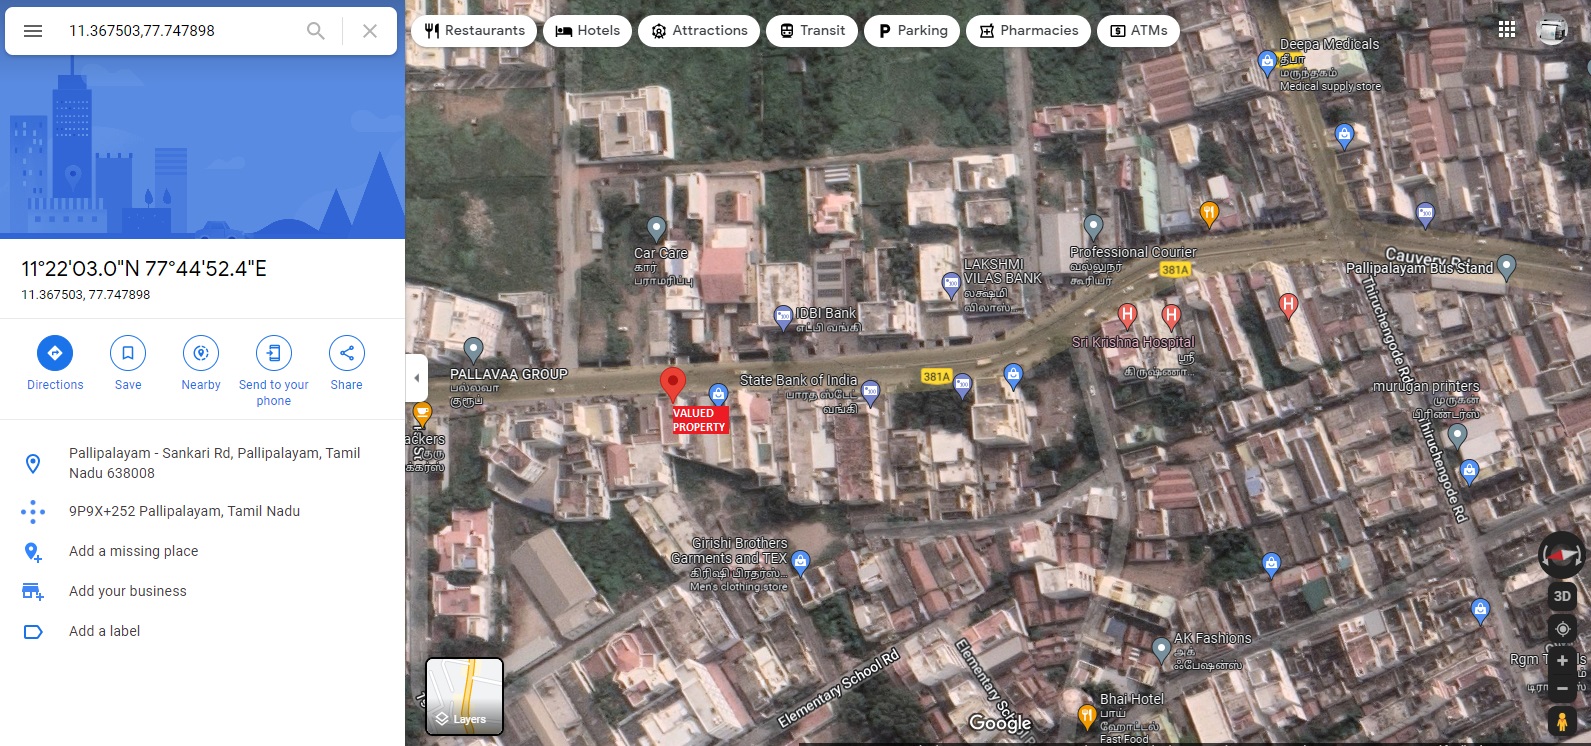 11.367503,77.747898
Restaurants
Hotels
Attractions
Transit
Parking
Pharmacies
ATMs
11°22'03.0"N 77°44'52.4"E
11.367503, 77.747898
Directions
Save
Nearby
Send to your
phone
Share
Pallipalayam - Sankari Rd, Pallipalayam, Tamil
Nadu 638008
9P9X+252 Pallipalayam, Tamil Nadu
Add a missing place
Add your business
Add a label
Deepa Medicals
தீபா
மருந்தகம்
Medical supply store
Car Care
கார்
பராமரிப்பு
Professional Courier
வல்லுநர்
கூரியர்
381A
Cauvery Rd
Pallipalayam Bus Stand
LAKSHMI
VILAS BANK
லக்ஷ்மி
விலாஸ்...
IDBI Bank
வங்கி
Sri Krishna Hospital
ஸ்ரீ
கிருஷ்ணா...
PALLAVAA GROUP
பல்லவா
குரூப்
State Bank of India
பாரத ஸ்டேட்
வங்கி
381A
VALUED
PROPERTY
Thiruchengode Rd
murugan printers
முருகன்
பிரிண்டரஸ்
Thiruchengode Rd
ackers
குரு
Girishi Brothers
Garments and TEX
கிரிஷி பிரதரஸ்...
Men's clothing store
Elementary School Rd
Elementary Sch
AK Fashions
அக்
ஃபேஷன்ஸ்
Bhai Hotel
பாய்
ஹோட்டல்
Fast Food
Rgm T
3D
Layers
Google